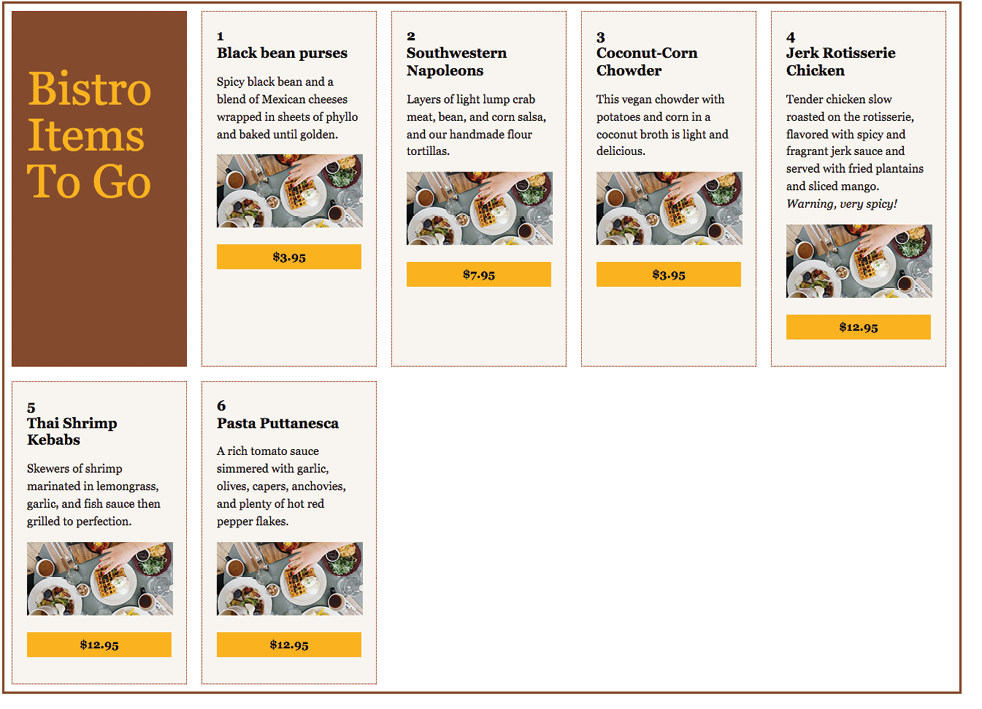 Bistro
Items
To Go
1
Black bean purses
Spicy black bean and a
blend of Mexican cheeses
wrapped in sheets of phyllo
and baked until golden.
$3.95
2
Southwestern
Napoleons
Layers of light lump crab
meat, bean, and corn salsa,
and our handmade flour
tortillas.
$7.95
3
Coconut-Corn
Chowder
This vegan chowder with
potatoes and corn in a
coconut broth is light and
delicious.
$3.95
4
Jerk Rotisserie
Chicken
Tender chicken slow
roasted on the rotisserie,
flavored with spicy and
fragrant jerk sauce and
served with fried plantains
and sliced mango.
Warning, very spicy!
$12.95
5
Thai Shrimp
Kebabs
Skewers of shrimp
marinated in lemongrass,
garlic, and fish sauce then
grilled to perfection.
$12.95
6
Pasta Puttanesca
A rich tomato sauce
simmered with garlic,
olives, capers, anchovies,
and plenty of hot red
pepper flakes.
$12.95